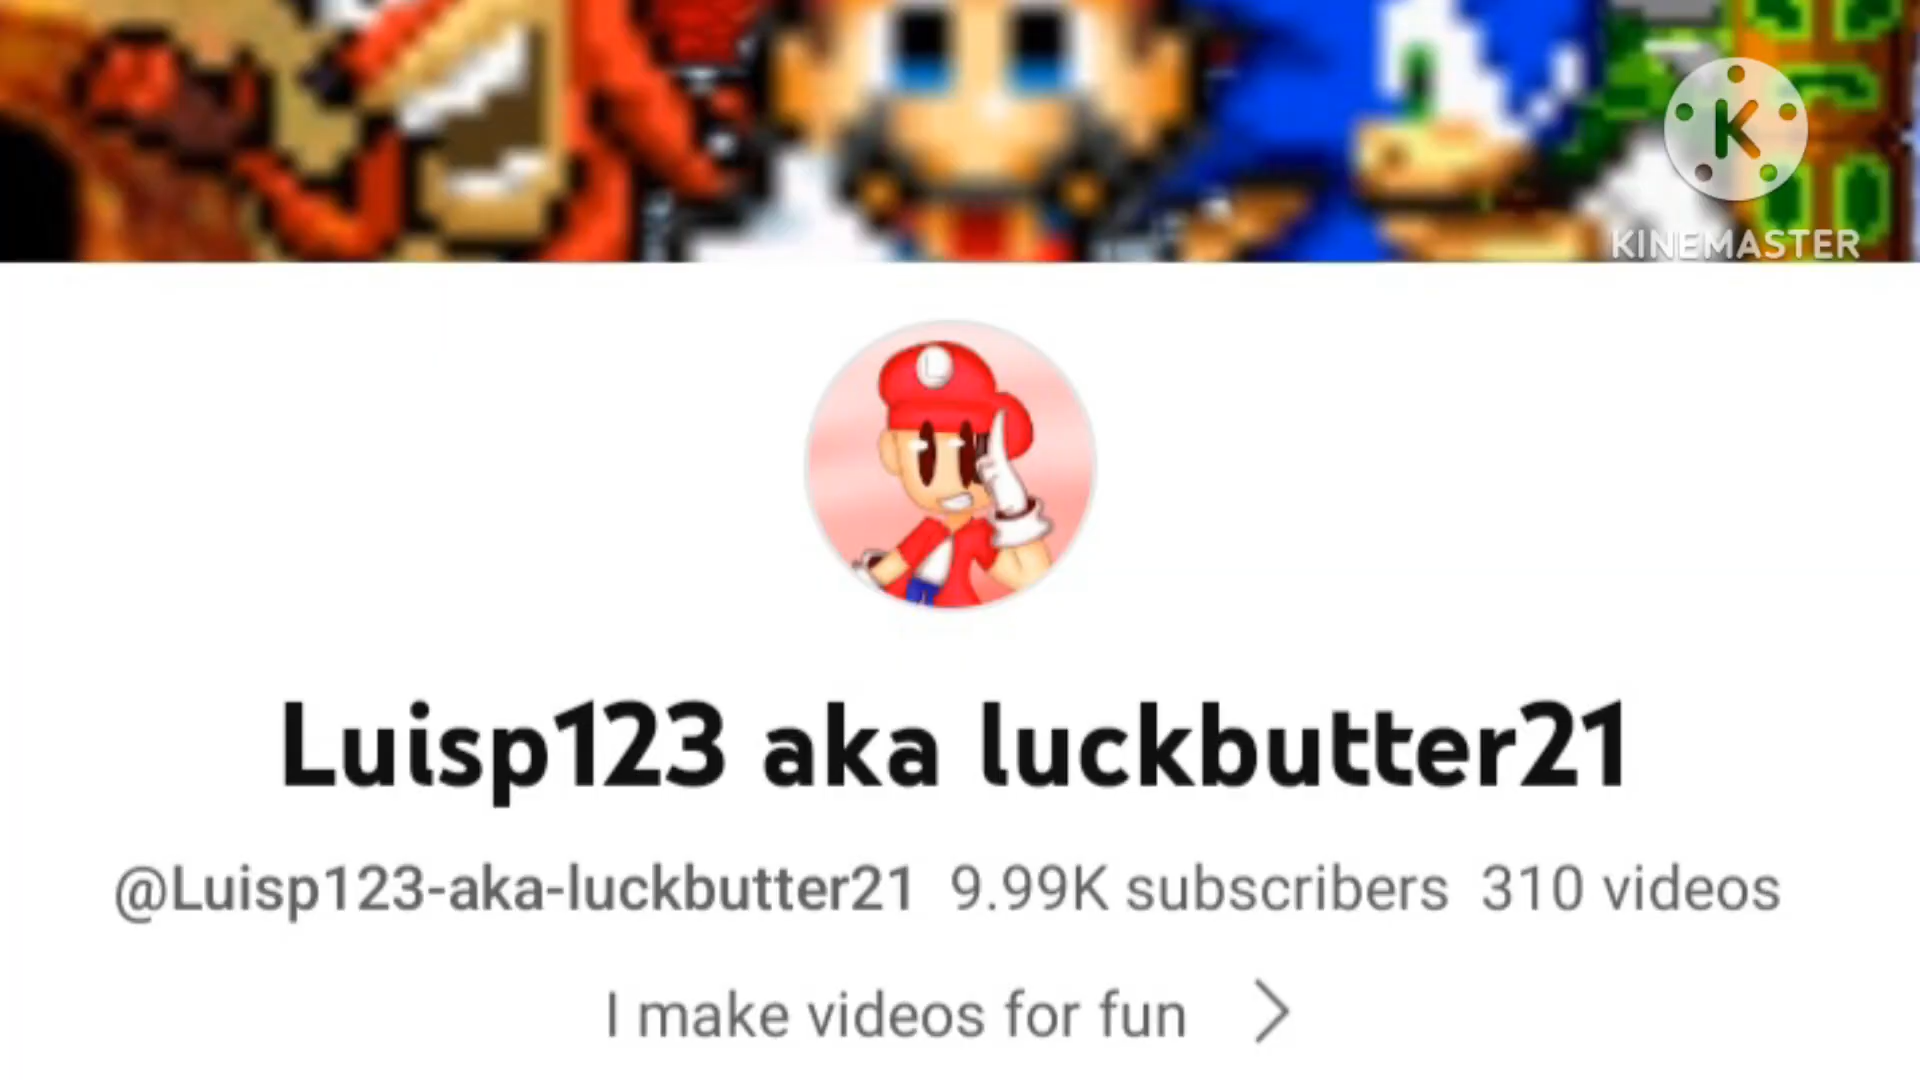 K
KINEMASTER
L
Luisp123 aka luckbutter21
@Luisp123-aka-luckbutter21 9.99K subscribers 310 videos
I make videos for fun